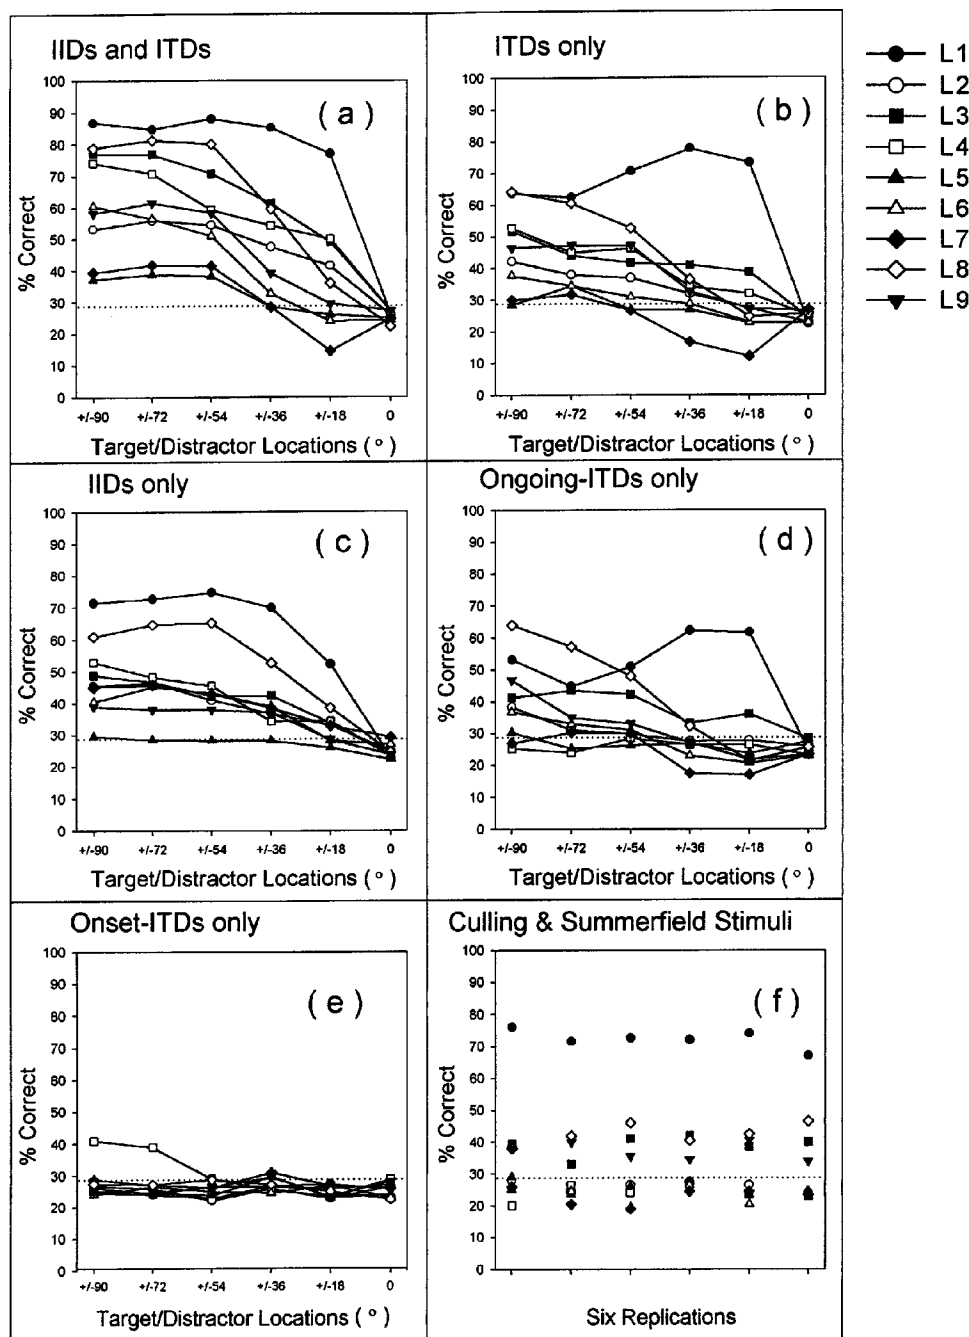 IIDs and ITDs
( a )
% Correct
100
90
80
70
60
50
40
30
20
10
0
+/-90 +/-72 +/-54 +/-36 +/-18 0
Target/Distractor Locations ( ° )
ITDs only
( b )
% Correct
100
90
80
70
60
50
40
30
20
10
0
+/-90 +/-72 +/-54 +/-36 +/-18 0
Target/Distractor Locations ( ° )
L1
L2
L3
L4
L5
L6
L7
L8
L9
IIDs only
( c )
% Correct
100
90
80
70
60
50
40
30
20
10
0
+/-90 +/-72 +/-54 +/-36 +/-18 0
Target/Distractor Locations ( ° )
Ongoing-ITDs only
( d )
% Correct
100
90
80
70
60
50
40
30
20
10
0
+/-90 +/-72 +/-54 +/-36 +/-18 0
Target/Distractor Locations ( ° )
Onset-ITDs only
( e )
% Correct
100
90
80
70
60
50
40
30
20
10
0
+/-90 +/-72 +/-54 +/-36 +/-18 0
Target/Distractor Locations ( ° )
Culling & Summerfield Stimuli
( f )
% Correct
100
90
80
70
60
50
40
30
20
10
0
Six Replications